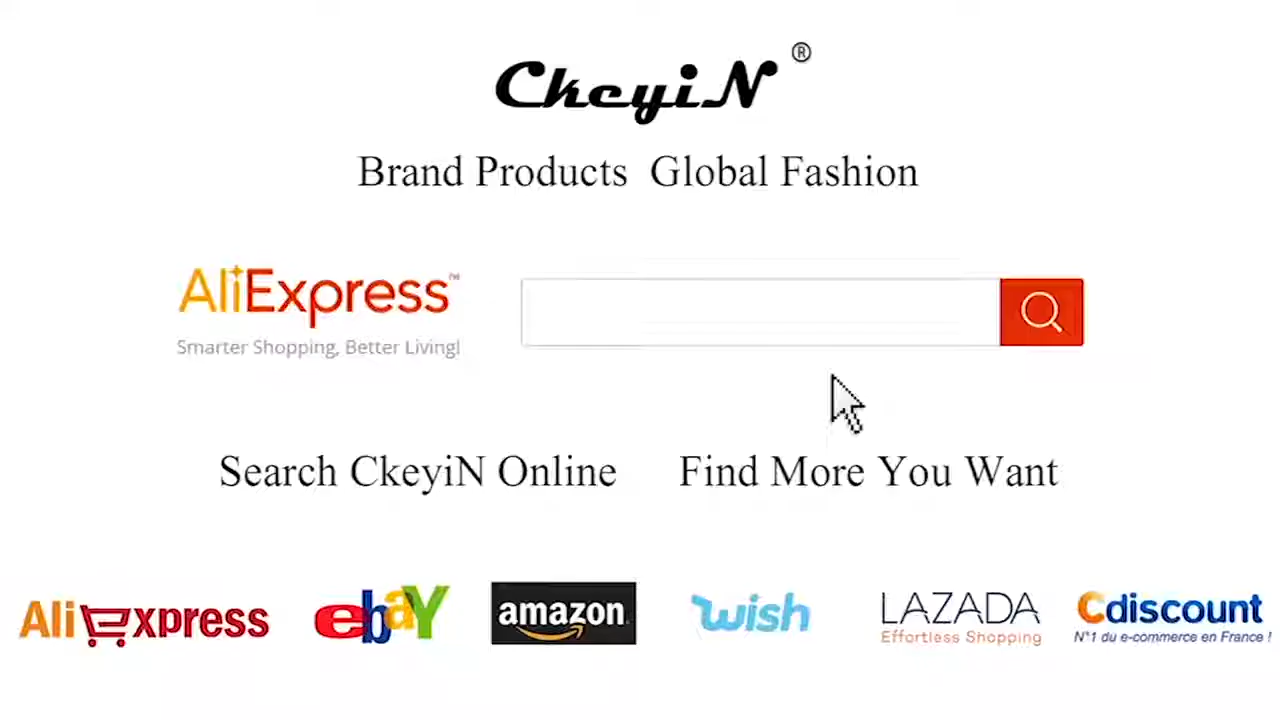 CkeyiN ®
Brand Products Global Fashion
AliExpress™
Smarter Shopping, Better Living!
Search CkeyiN Online Find More You Want
AliExpress
ebay
amazon
wish
LAZADA
Effortless Shopping
Cdiscount
N°1 du e-commerce en France !